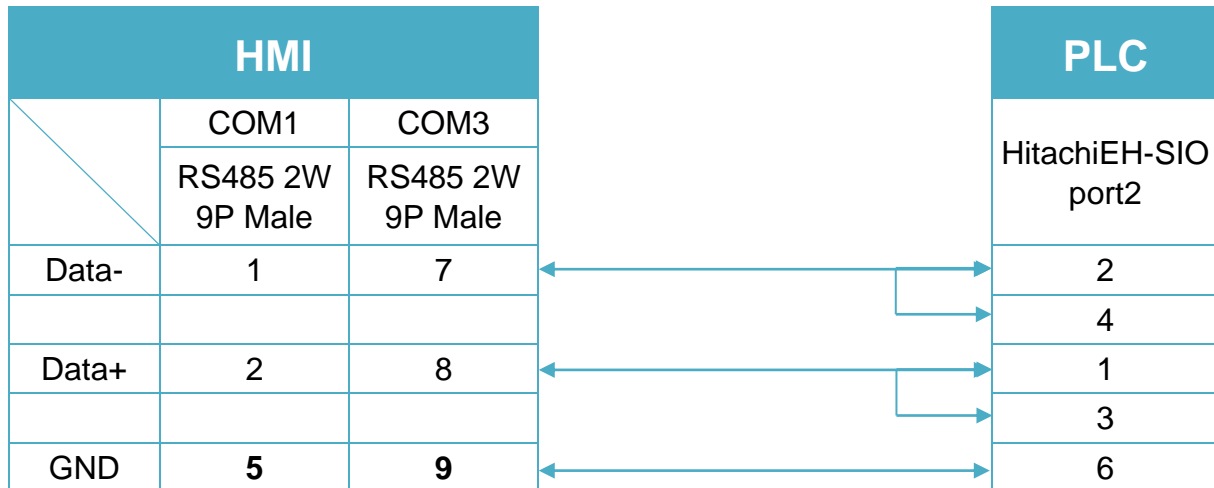 HMI PLC
COM1 COM3
HitachiEH-SIO
port2
RS485 2W RS485 2W
9P Male 9P Male
Data- 1 7 2
4
Data+ 2 8 1
3
GND 5 9 6